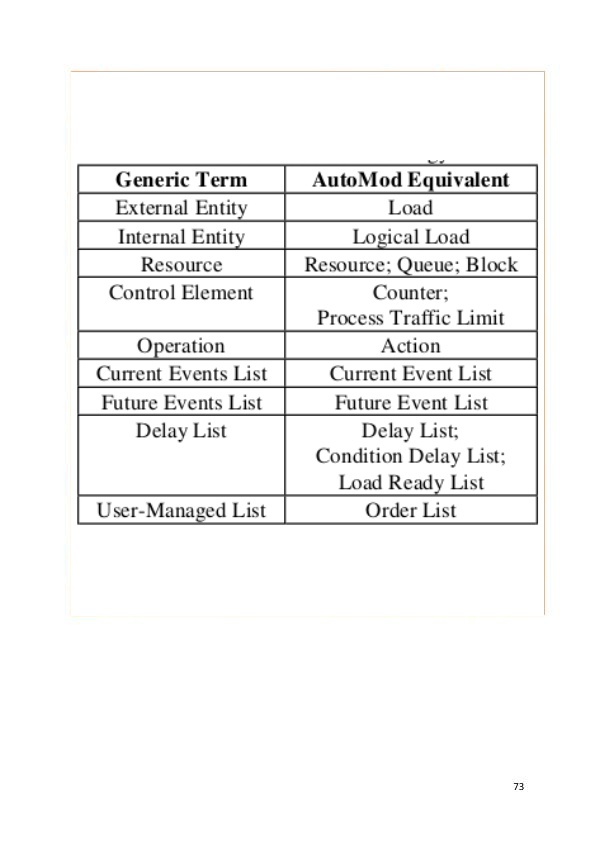 Generic Term AutoMod Equivalent
External Entity Load
Internal Entity Logical Load
Resource Resource; Queue; Block
Control Element Counter;
Process Traffic Limit
Operation Action
Current Events List Current Event List
Future Events List Future Event List
Delay List Delay List;
Condition Delay List;
Load Ready List
User-Managed List Order List
73